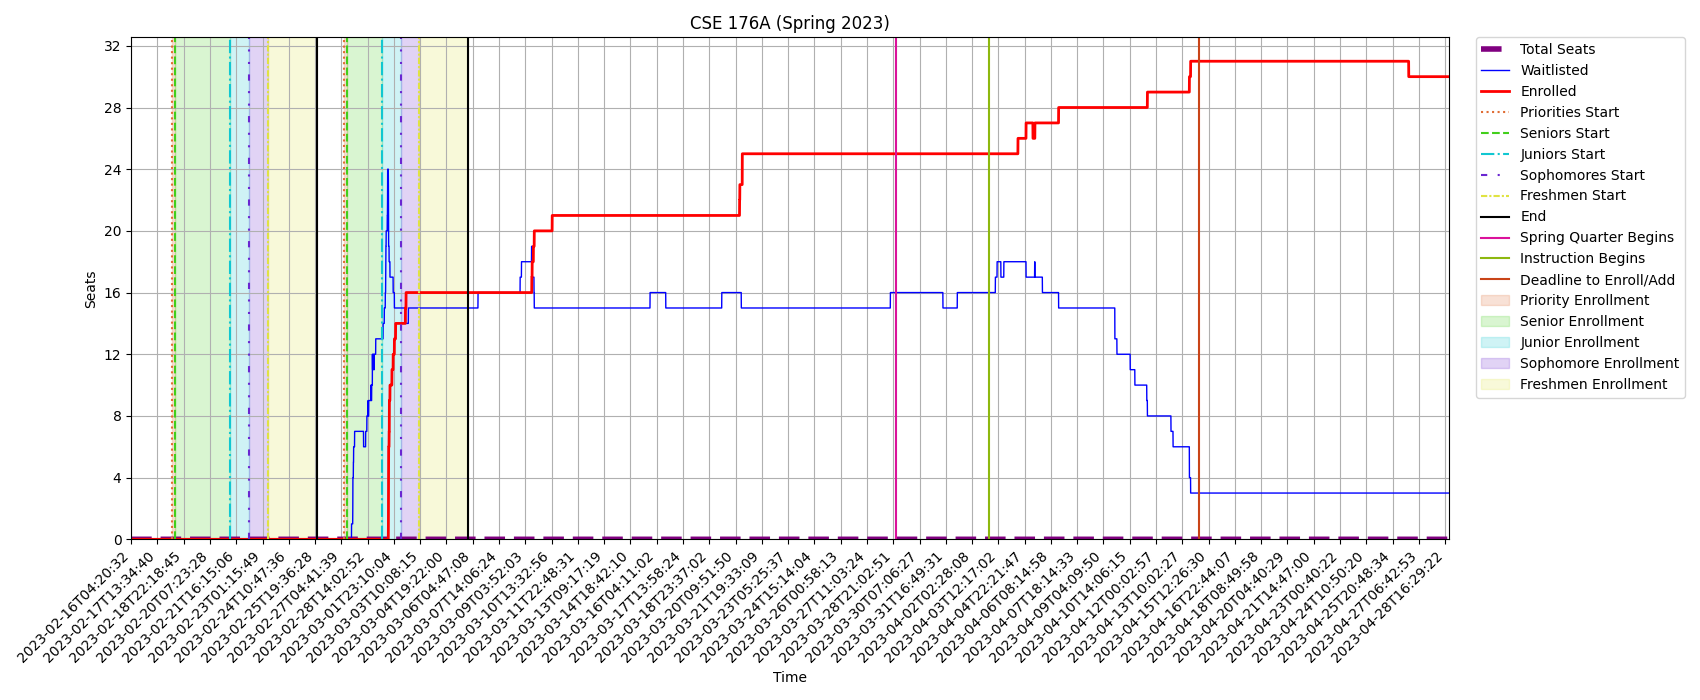 CSE 176A (Spring 2023)
Seats
32
28
24
20
16
12
8
4
0
2023-02-16T04:20:32
2023-02-17T13:34:40
2023-02-18T22:18:45
2023-02-20T07:23:28
2023-02-21T16:15:06
2023-02-23T01:15:49
2023-02-24T10:47:36
2023-02-25T19:36:28
2023-02-27T04:41:39
2023-02-28T14:02:52
2023-03-01T23:10:04
2023-03-03T10:08:15
2023-03-04T19:22:00
2023-03-06T04:47:08
2023-03-07T14:06:24
2023-03-09T03:52:03
2023-03-10T13:32:56
2023-03-11T22:48:31
2023-03-13T09:17:19
2023-03-14T18:42:10
2023-03-16T04:11:02
2023-03-17T13:58:24
2023-03-18T23:37:02
2023-03-20T09:51:50
2023-03-21T19:33:09
2023-03-23T05:25:37
2023-03-24T15:14:04
2023-03-26T00:58:13
2023-03-27T11:03:24
2023-03-28T21:02:51
2023-03-30T07:06:27
2023-03-31T16:49:31
2023-04-02T02:28:08
2023-04-03T12:17:02
2023-04-04T22:21:47
2023-04-06T08:14:58
2023-04-07T18:14:33
2023-04-09T04:09:50
2023-04-10T14:06:15
2023-04-12T00:02:57
2023-04-13T10:02:27
2023-04-15T12:26:30
2023-04-16T22:44:07
2023-04-18T08:49:58
2023-04-20T04:40:29
2023-04-21T14:47:00
2023-04-23T00:40:22
2023-04-24T10:50:20
2023-04-25T20:48:34
2023-04-27T06:42:53
2023-04-28T16:29:22
Time
Total Seats
Waitlisted
Enrolled
Priorities Start
Seniors Start
Juniors Start
Sophomores Start
Freshmen Start
End
Spring Quarter Begins
Instruction Begins
Deadline to Enroll/Add
Priority Enrollment
Senior Enrollment
Junior Enrollment
Sophomore Enrollment
Freshmen Enrollment